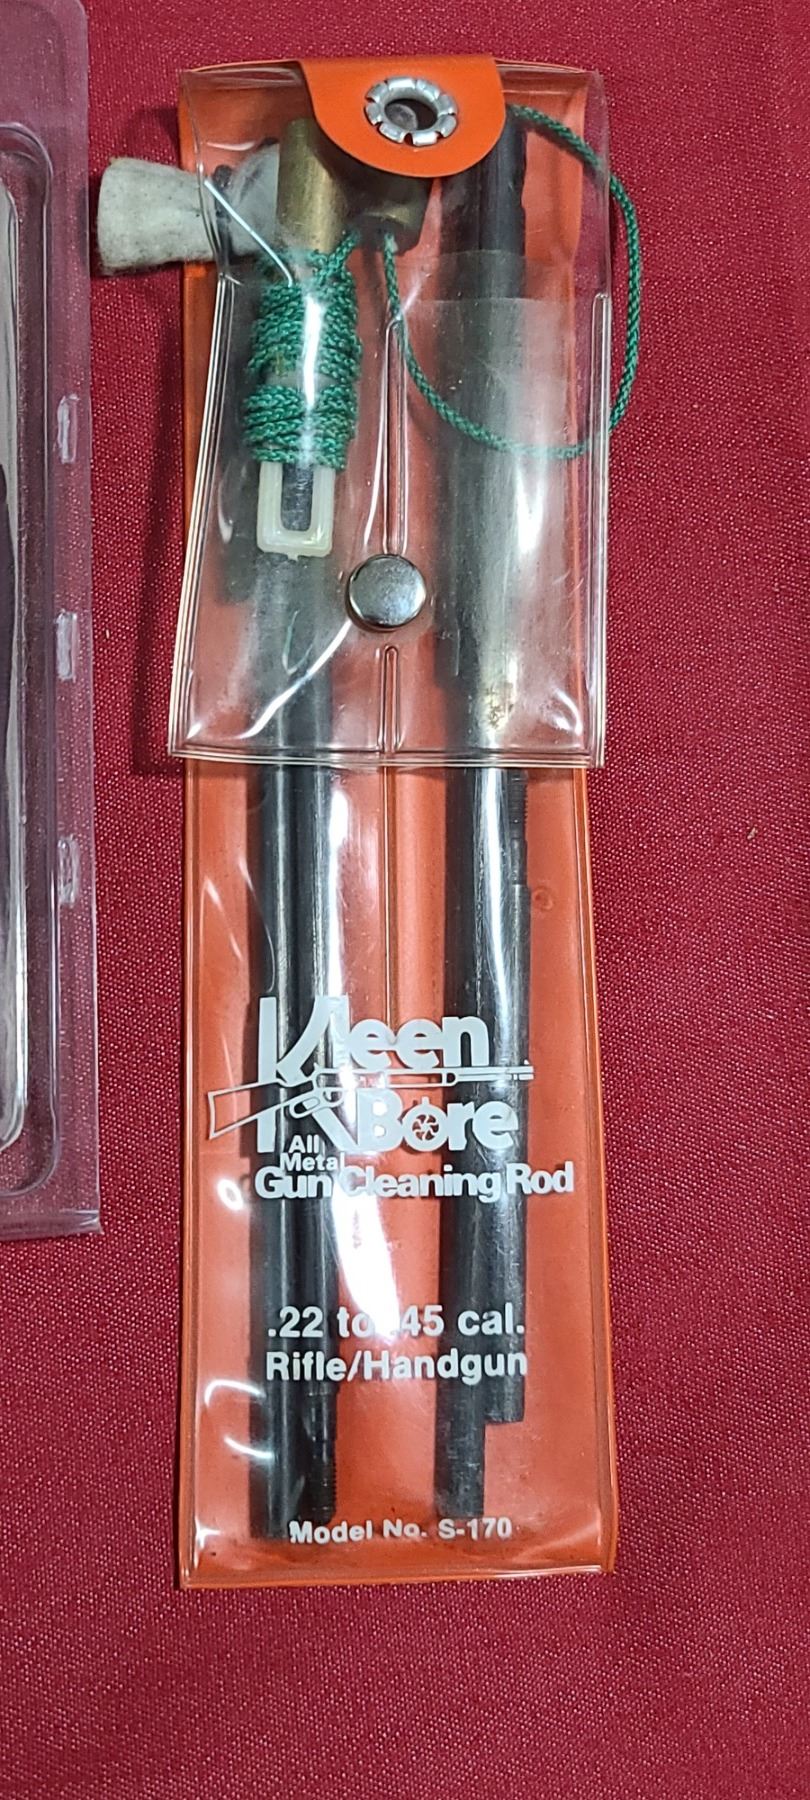 Kleen
Bore
All
Metal
Gun Cleaning Rod
.22 to .45 cal.
Rifle/Handgun
Model No. S-170